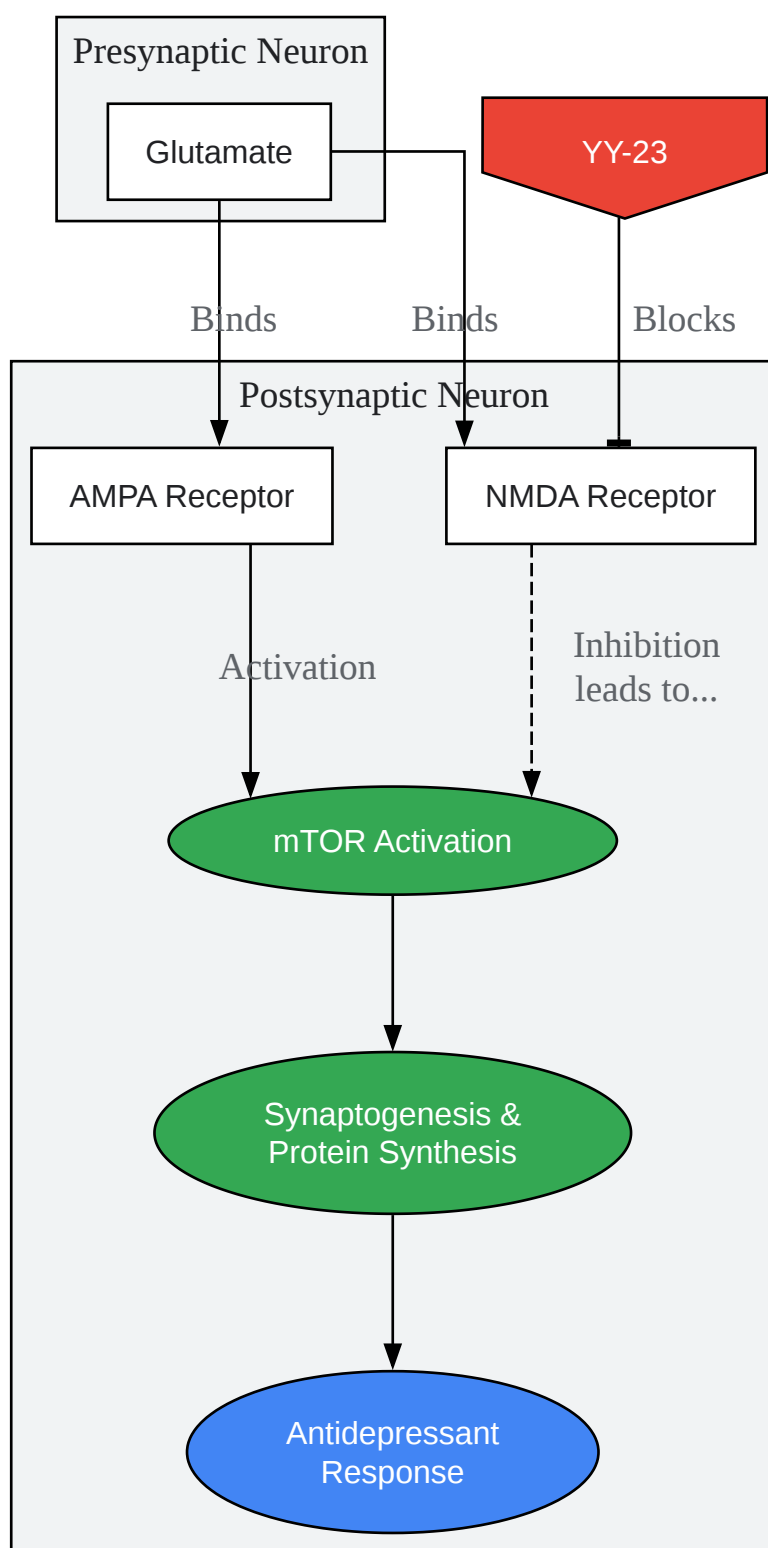 Presynaptic Neuron
Glutamate
YY-23
Binds
Binds
Blocks
Postsynaptic Neuron
AMPA Receptor
NMDA Receptor
Activation
Inhibition
leads to...
mTOR Activation
Synaptogenesis &
Protein Synthesis
Antidepressant
Response